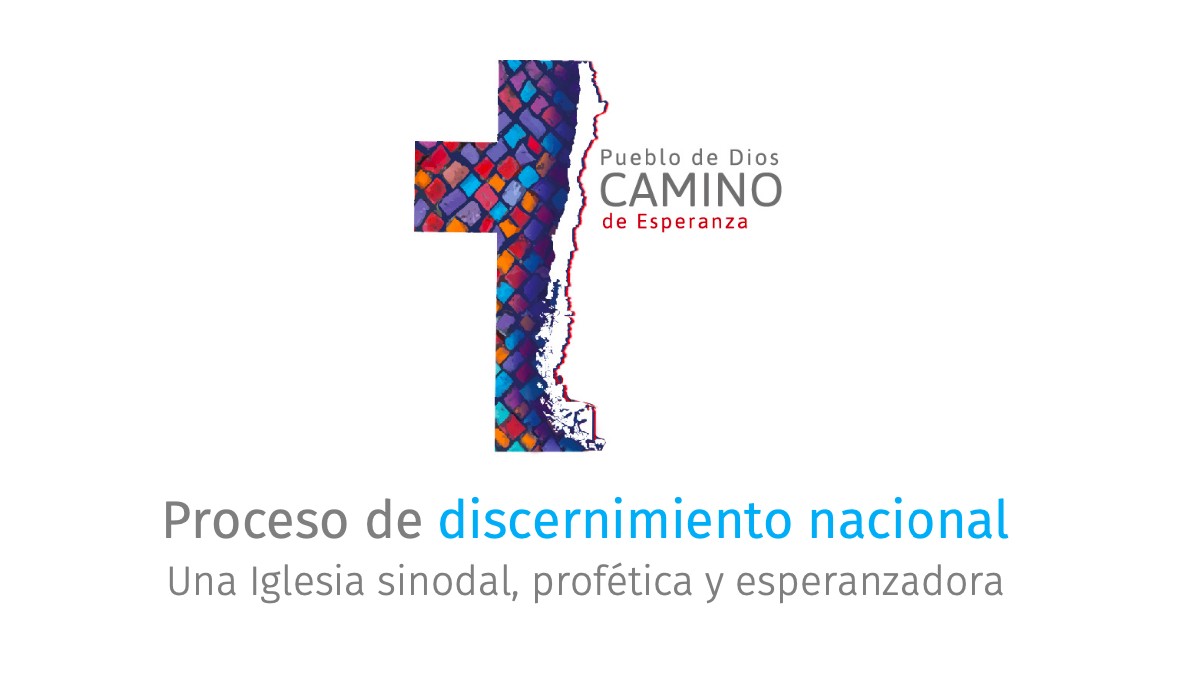 Pueblo de Dios
CAMINO
de Esperanza
Proceso de discernimiento nacional
Una Iglesia sinodal, profética y esperanzadora